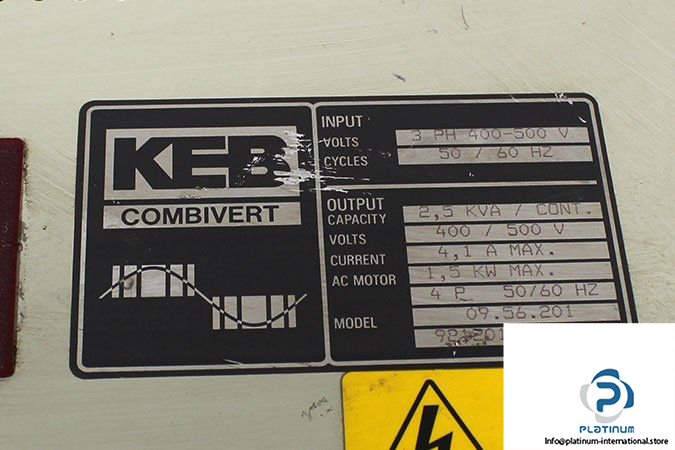 KEB
COMBIVERT
INPUT
VOLTS 3 PH 400-500 V
CYCLES 50 / 60 HZ
OUTPUT
CAPACITY 2,5 KVA / CONT.
VOLTS 400 / 500 V
CURRENT 4,1 A MAX.
AC MOTOR 1,5 KW MAX.
4 P 50/60 HZ
MODEL 09.56.201
PLATINUM
Info@platinum-international.store